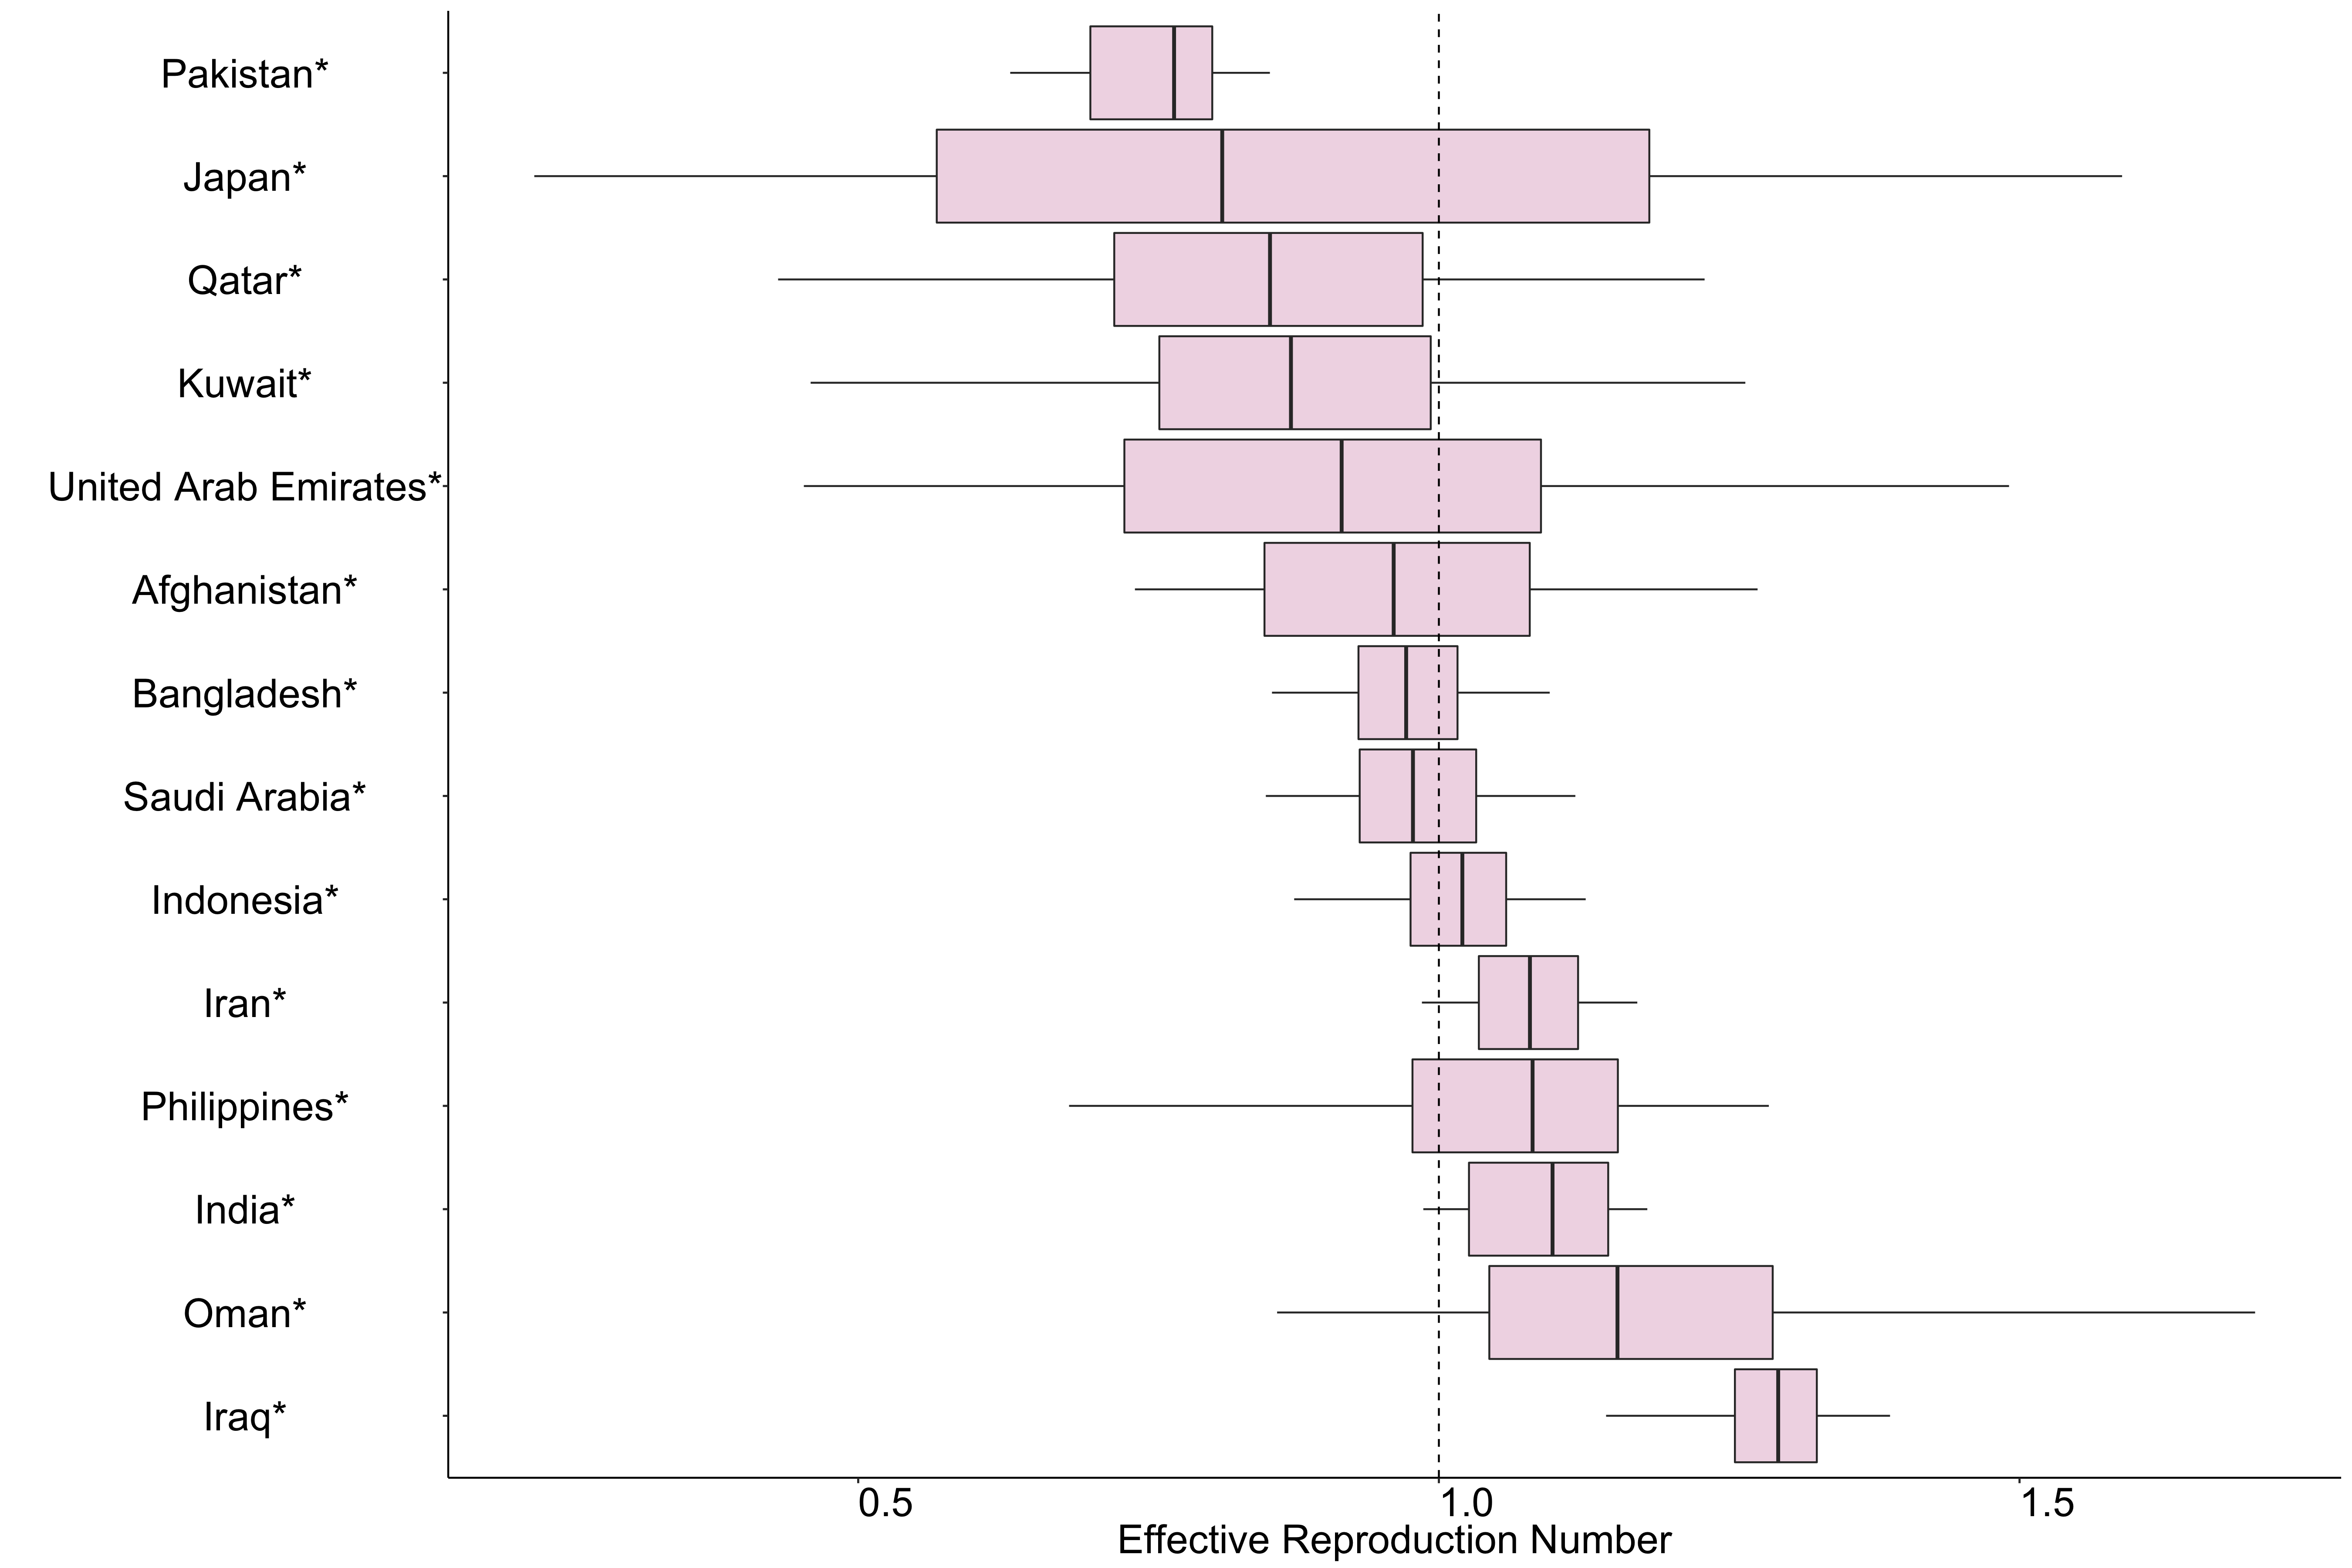 Pakistan*
Japan*
Qatar*
Kuwait*
United Arab Emirates*
Afghanistan*
Bangladesh*
Saudi Arabia*
Indonesia*
Iran*
Philippines*
India*
Oman*
Iraq*
0.5 1.0 1.5
Effective Reproduction Number